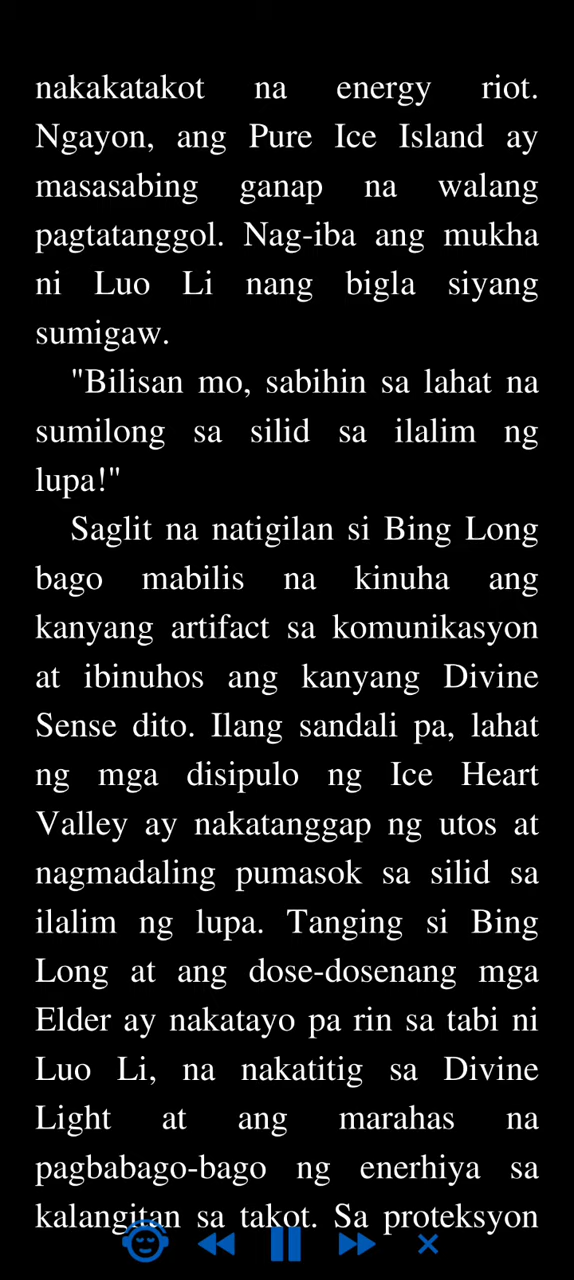 nakakatakot na energy riot.
Ngayon, ang Pure Ice Island ay
masasabing ganap na walang
pagtatanggol. Nag-iba ang mukha
ni Luo Li nang bigla siyang
sumigaw.
"Bilisan mo, sabihin sa lahat na
sumilong sa silid sa ilalim ng
lupa!"
Saglit na natigilan si Bing Long
bago mabilis na kinuha ang
kanyang artifact sa komunikasyon
at ibinuhos ang kanyang Divine
Sense dito. Ilang sandali pa, lahat
ng mga disipulo ng Ice Heart
Valley ay nakatanggap ng utos at
nagmadaling pumasok sa silid sa
ilalim ng lupa. Tanging si Bing
Long at ang dose-dosenang mga
Elder ay nakatayo pa rin sa tabi ni
Luo Li, na nakatitig sa Divine
Light at ang marahas na
pagbabago-bago ng enerhiya sa
kalangitan sa takot. Sa proteksyon